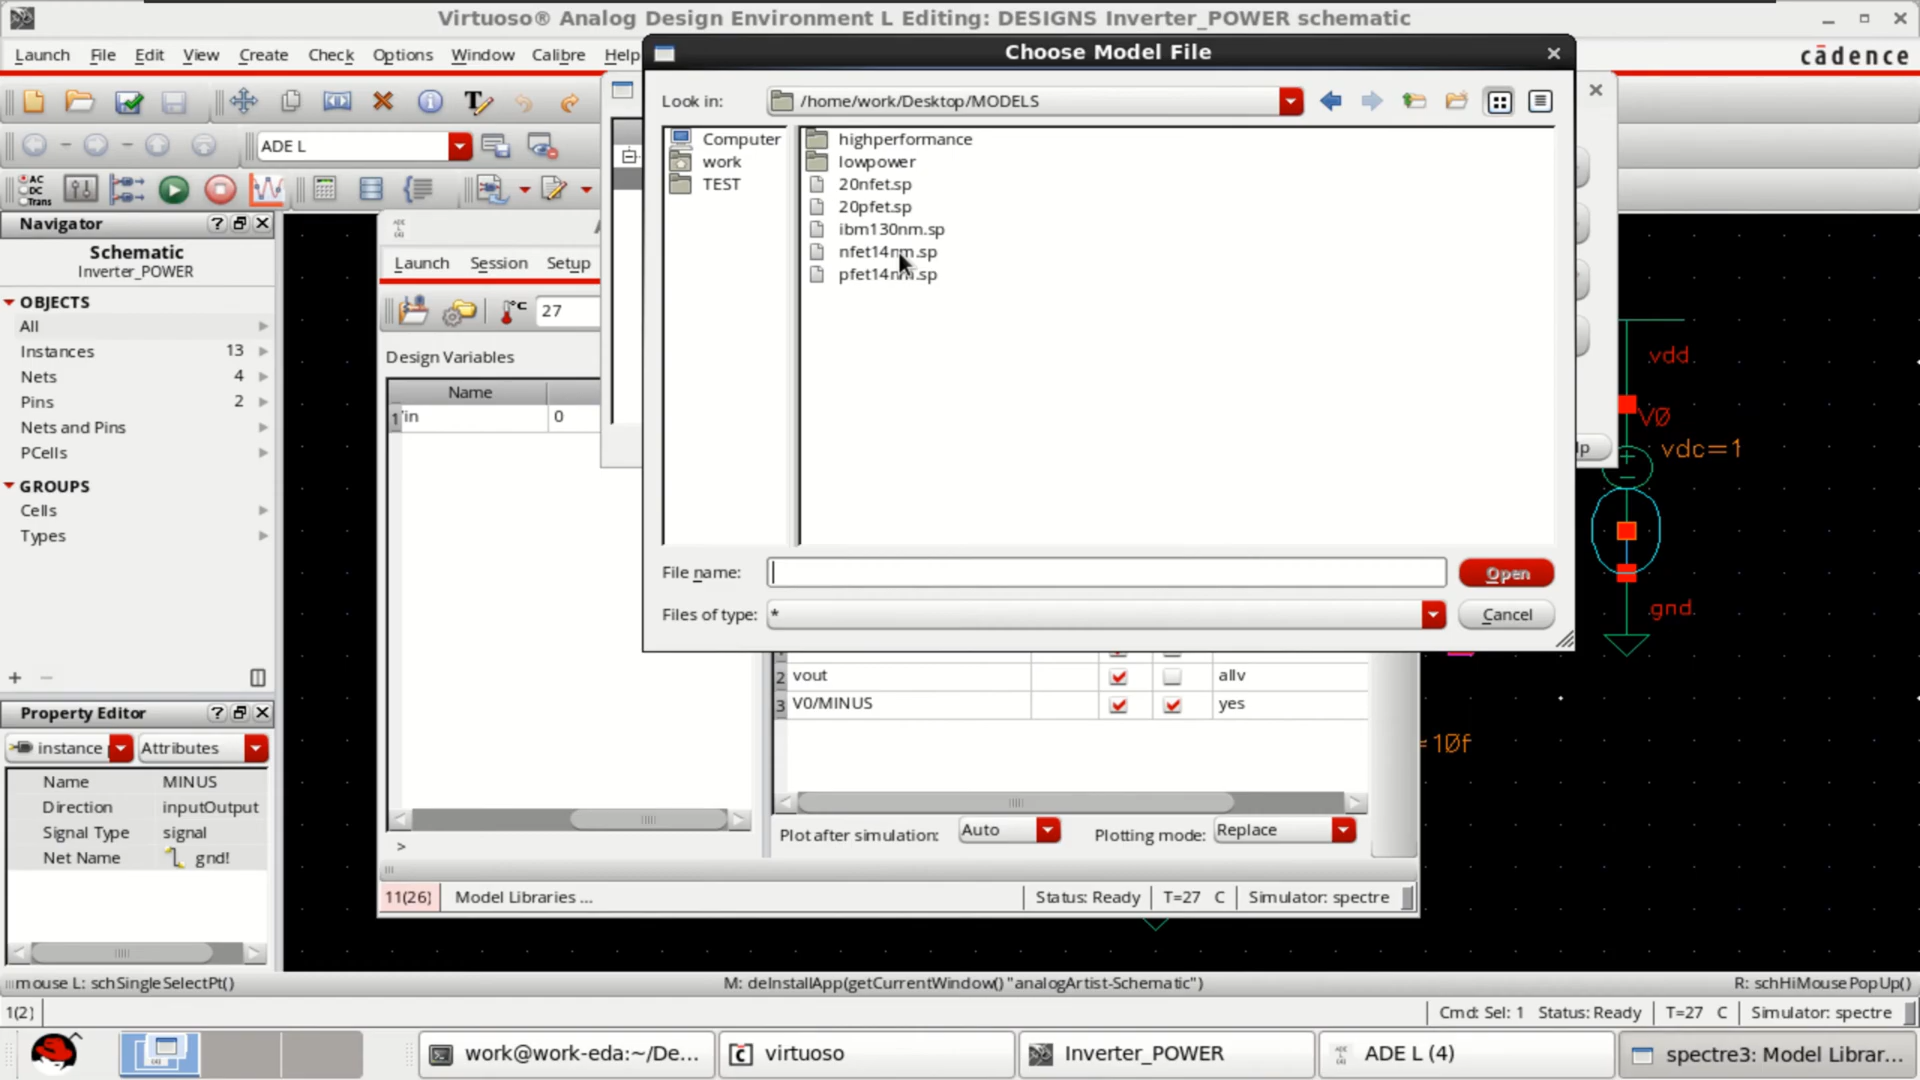 Virtuoso® Analog Design Environment L Editing: DESIGNS Inverter_POWER schematic
Launch File Edit View Create Check Options Window Calibre Help
cādence
ADE L
AC
DC
Trans
Navigator
Schematic
Inverter_POWER
OBJECTS
All
Instances 13
Nets 4
Pins 2
Nets and Pins
PCells
GROUPS
Cells
Types
Property Editor
instance Attributes
Name MINUS
Direction inputOutput
Signal Type signal
Net Name gnd!
Launch Session Setup
°C 27
Design Variables
Name
1 'in 0
>
11(26) Model Libraries ...
Status: Ready T=27 C Simulator: spectre
Choose Model File
Look in: /home/work/Desktop/MODELS
Computer
work
TEST
highperformance
lowpower
20nfet.sp
20pfet.sp
ibm130nm.sp
nfet14nm.sp
pfet14nm.sp
File name:
Open
Files of type: *
Cancel
2 vout allv
3 V0/MINUS yes
Plot after simulation: Auto Plotting mode: Replace
vdd
V0
vdc=1
gnd
=10f
mouse L: schSingleSelectPt() M: deInstallApp(getCurrentWindow() "analogArtist-Schematic") R: schHiMousePopUp()
1(2) Cmd: Sel: 1 Status: Ready T=27 C Simulator: spectre
work@work-eda:~/De... virtuoso Inverter_POWER ADE L (4) spectre3: Model Librar...